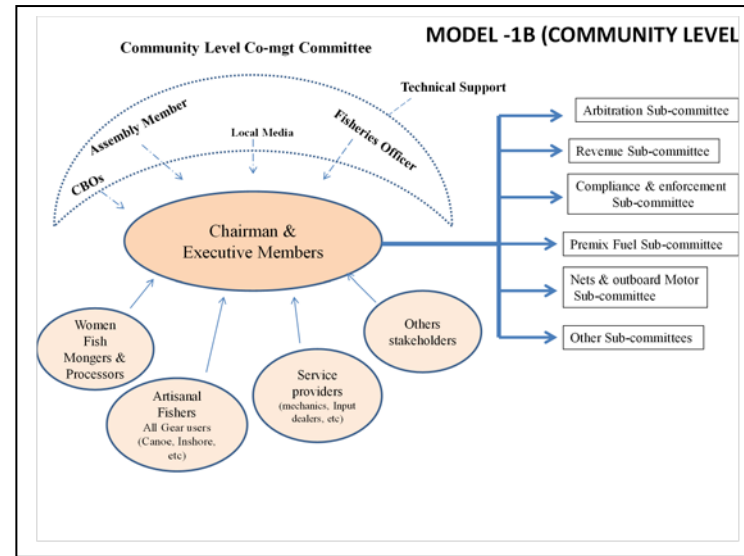 MODEL -1B (COMMUNITY LEVEL
Community Level Co-mgt Committee
Technical Support
Assembly Member
Local Media
Fisheries Officer
CBOs
Chairman &
Executive Members
Arbitration Sub-committee
Revenue Sub-committee
Compliance & enforcement
Sub-committee
Premix Fuel Sub-committee
Nets & outboard Motor
Sub-committee
Other Sub-committees
Women
Fish
Mongers &
Processors
Artisanal
Fishers
All Gear users
(Canoe, Inshore,
etc)
Service
providers
(mechanics, Input
dealers, etc)
Others
stakeholders